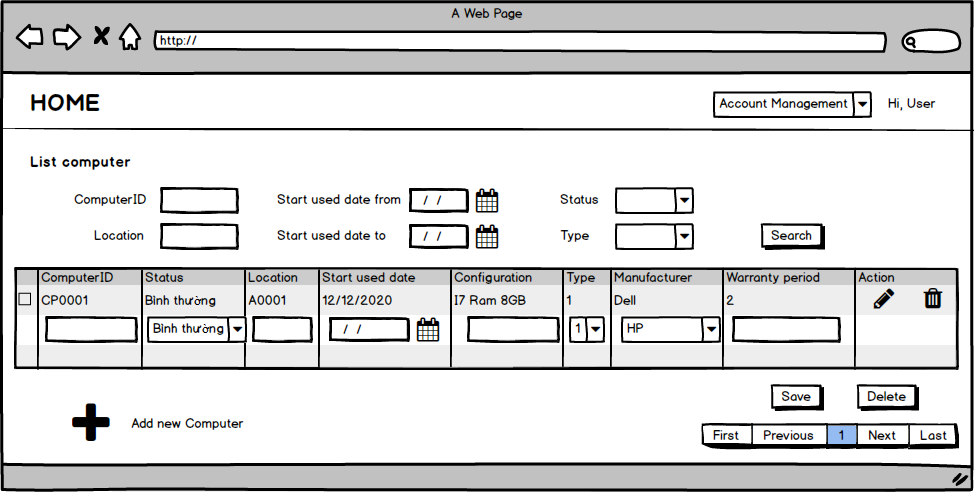 A Web Page
http://
HOME
Account Management
Hi, User
List computer
ComputerID
Start used date from
/ /
Status
Location
Start used date to
/ /
Type
Search
ComputerID Status Location Start used date Configuration Type Manufacturer Warranty period Action
CP0001 Bình thường A0001 12/12/2020 I7 Ram 8GB 1 Dell 2
Bình thường / / 1 HP
Save Delete
Add new Computer
First Previous 1 Next Last